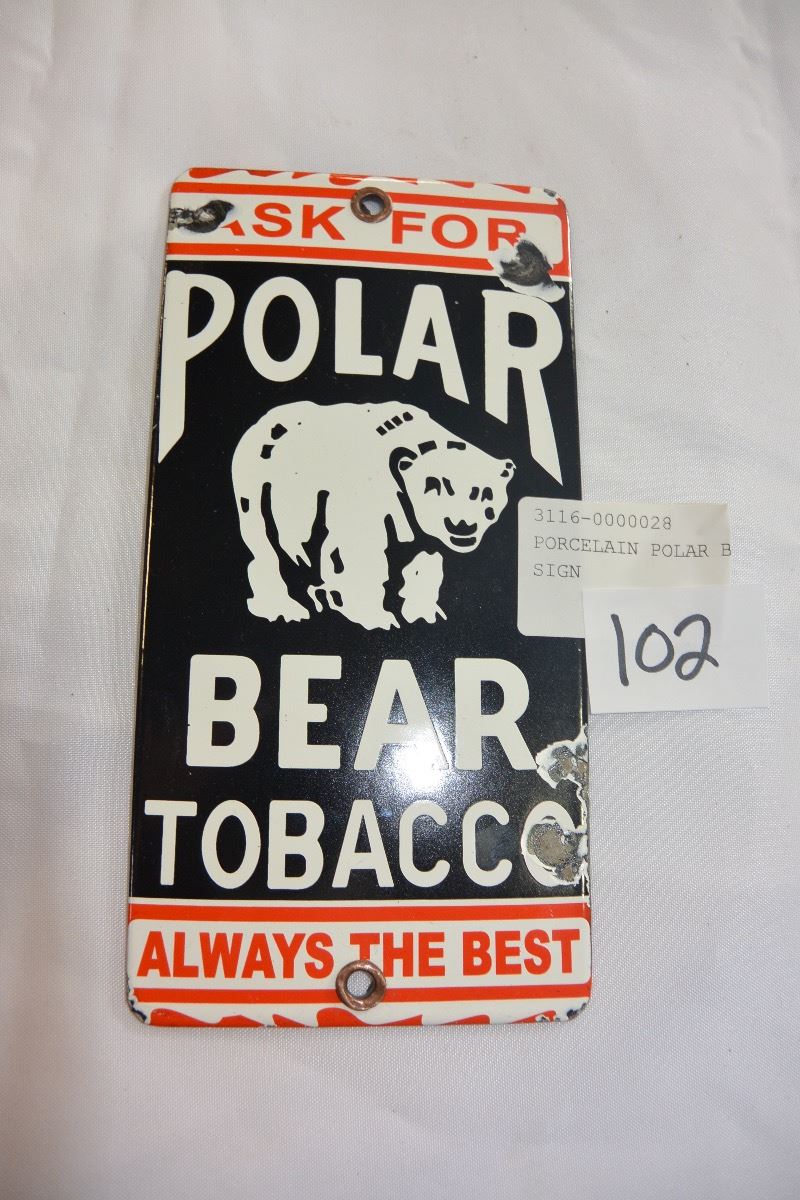 ASK FOR
POLAR
BEAR
TOBACCO
ALWAYS THE BEST
3116-0000028
PORCELAIN POLAR B
SIGN
102